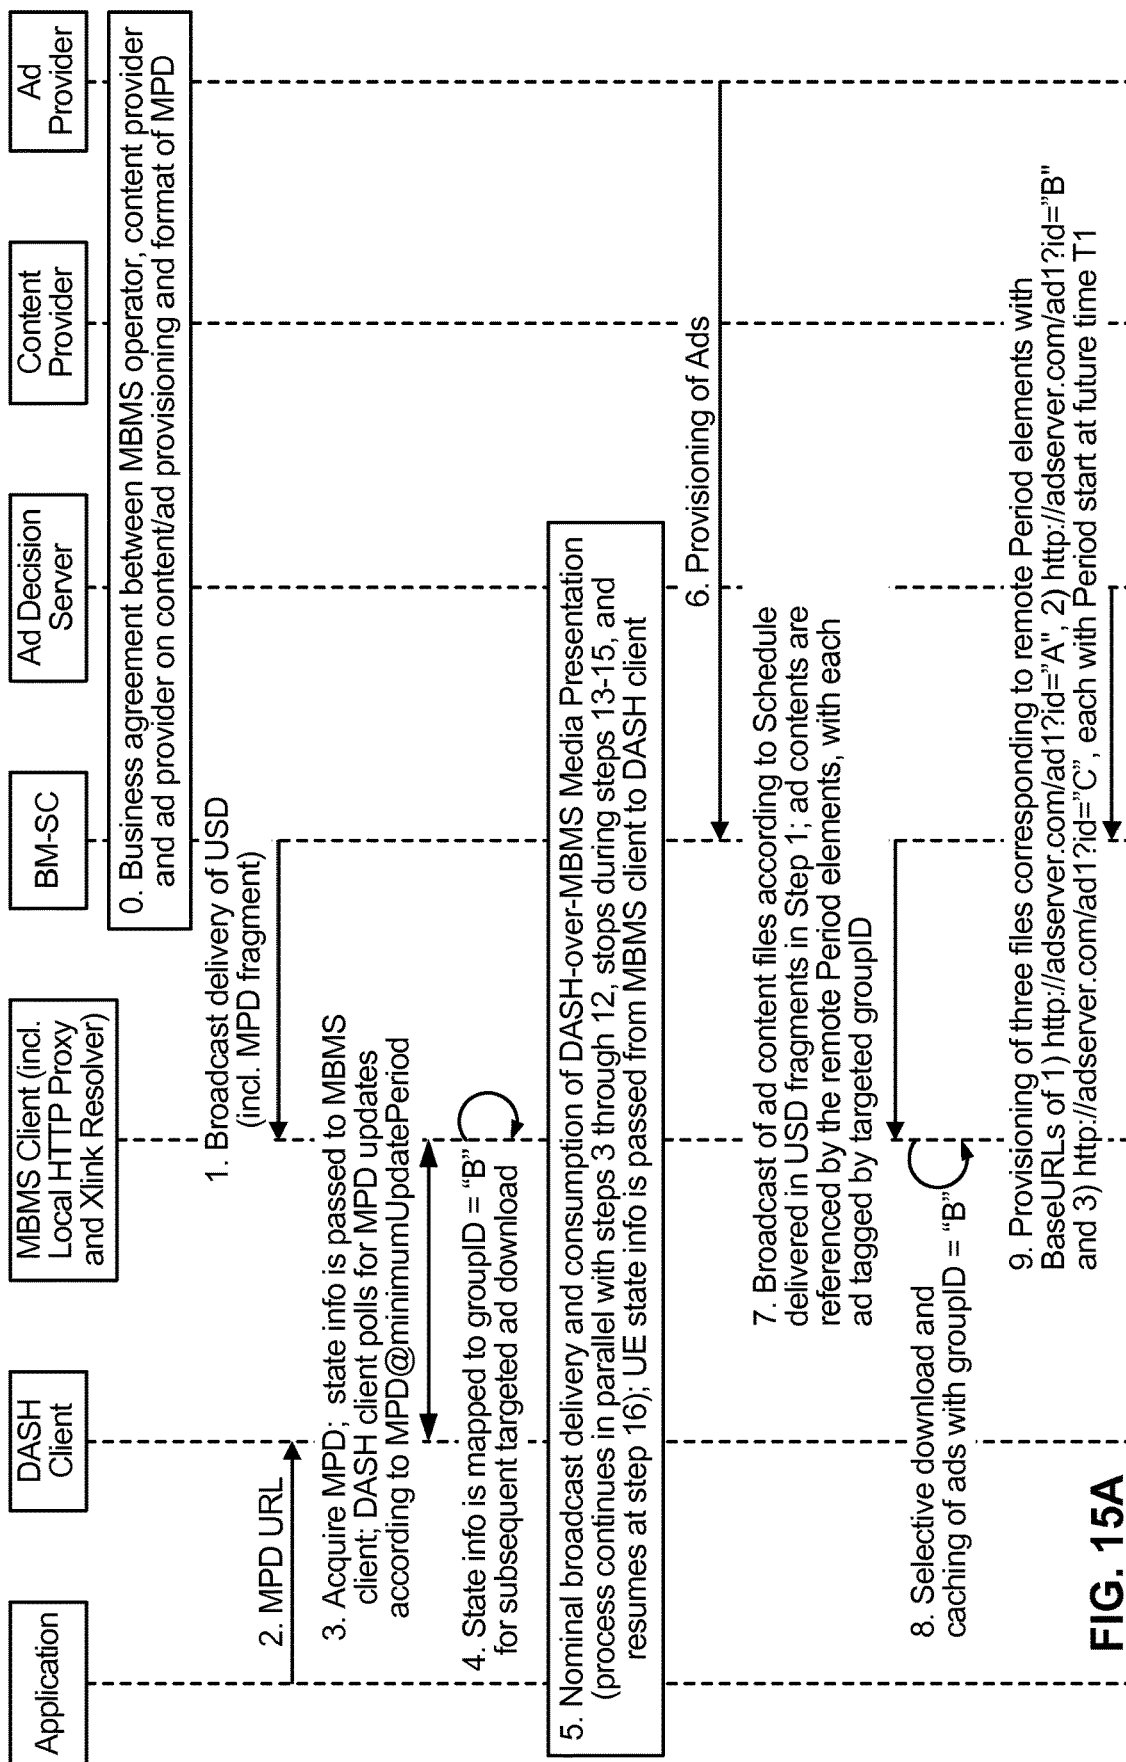 Application
DASH
Client
MBMS Client (incl.
Local HTTP Proxy
and Xlink Resolver)
BM-SC
Ad Decision
Server
Content
Provider
Ad
Provider
0. Business agreement between MBMS operator, content provider
and ad provider on content/ad provisioning and format of MPD
1. Broadcast delivery of USD
(incl. MPD fragment)
2. MPD URL
3. Acquire MPD; state info is passed to MBMS
client; DASH client polls for MPD updates
according to MPD@minimumUpdatePeriod
4. State info is mapped to groupID = “B”
for subsequent targeted ad download
5. Nominal broadcast delivery and consumption of DASH-over-MBMS Media Presentation
(process continues in parallel with steps 3 through 12, stops during steps 13-15, and
resumes at step 16); UE state info is passed from MBMS client to DASH client
6. Provisioning of Ads
7. Broadcast of ad content files according to Schedule
delivered in USD fragments in Step 1; ad contents are
referenced by the remote Period elements, with each
ad tagged by targeted groupID
8. Selective download and
caching of ads with groupID = “B”
9. Provisioning of three files corresponding to remote Period elements with
BaseURLs of 1) http://adserver.com/ad1?id=”A", 2) http://adserver.com/ad1?id=”B"
and 3) http://adserver.com/ad1?id=”C”, each with Period start at future time T1
FIG. 15A